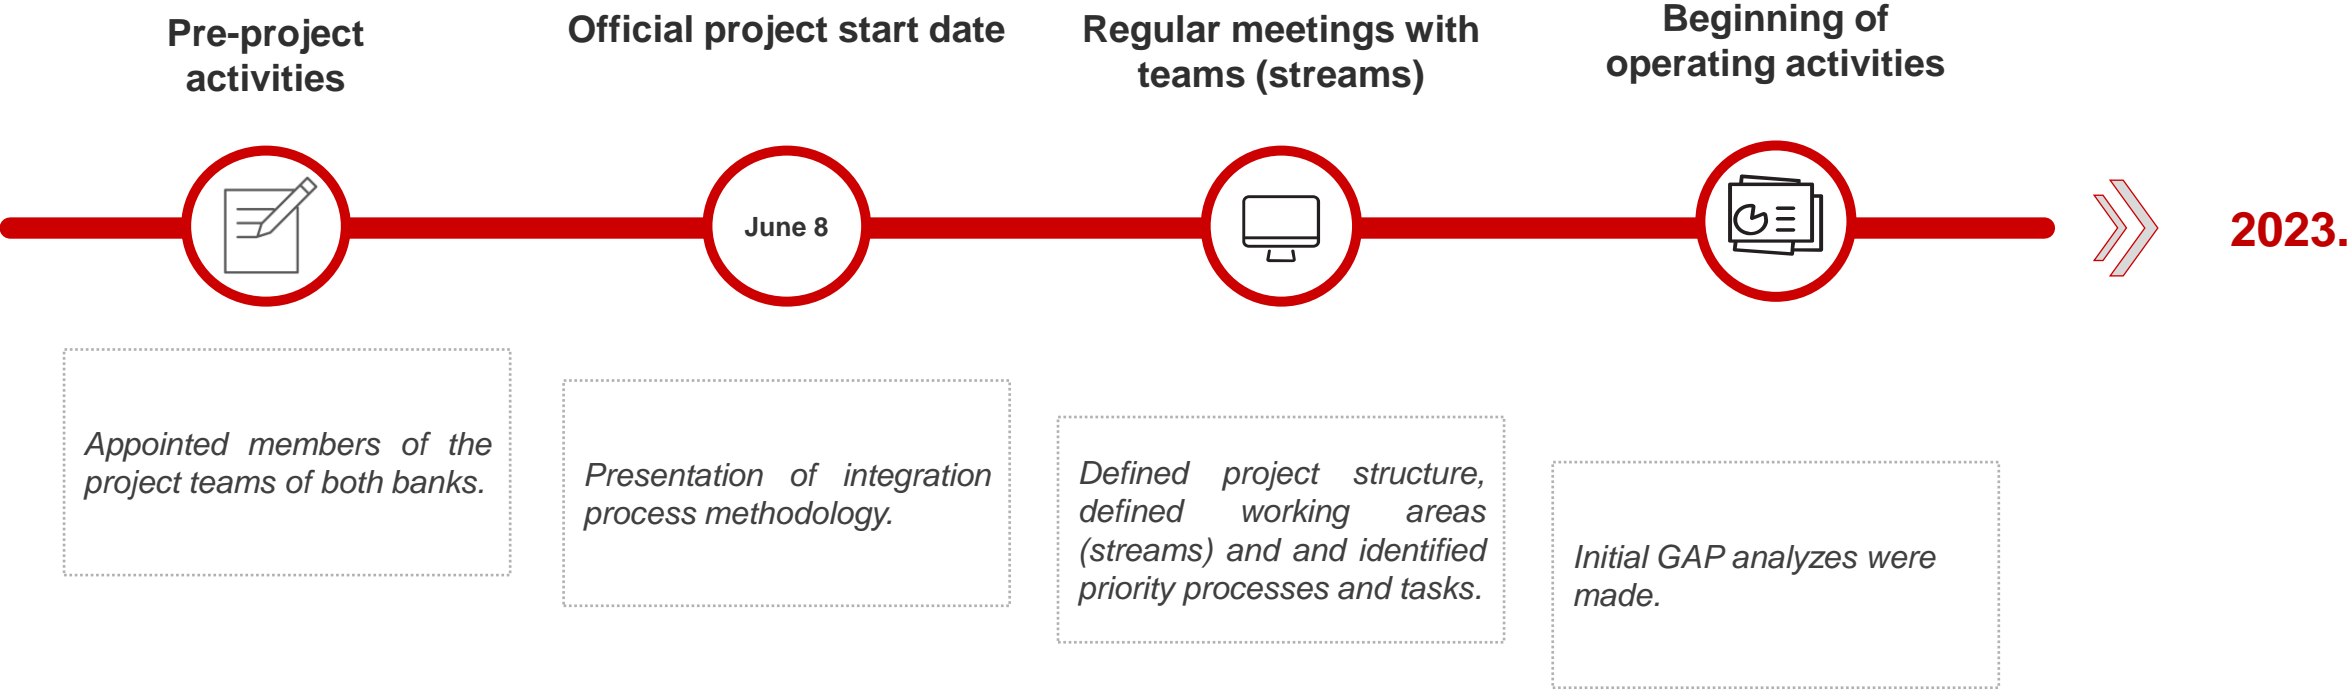 Pre-project
activities
Official project start date
Regular meetings with
teams (streams)
Beginning of
operating activities
June 8
2023.
Appointed members of the
project teams of both banks.
Presentation of integration
process methodology.
Defined project structure,
defined working areas
(streams) and and identified
priority processes and tasks.
Initial GAP analyzes were
made.